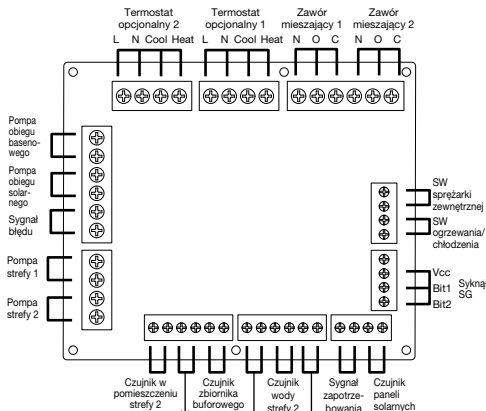 Termostat opcjonalny 2
Termostat opcjonalny 1
Zawór mieszający 1
Zawór mieszający 2
L N Cool Heat
L N Cool Heat
N O C
N O C
Pompa
obiegu
baseno-
wego
Pompa
obiegu
solar-
nego
Sygnał
błędu
Pompa
strefy 1
Pompa
strefy 2
SW
sprężarki
zewnętrznej
SW
ogrzewania/
chłodzenia
Vcc
Bit1
Bit2
Syknął
SG
Czujnik w
pomieszczeniu
strefy 2
Czujnik
zbiornika
buforowego
Czujnik
wody
strefy 2
Sygnał
zapotrze-
bowania
Czujnik
paneli
solarnych